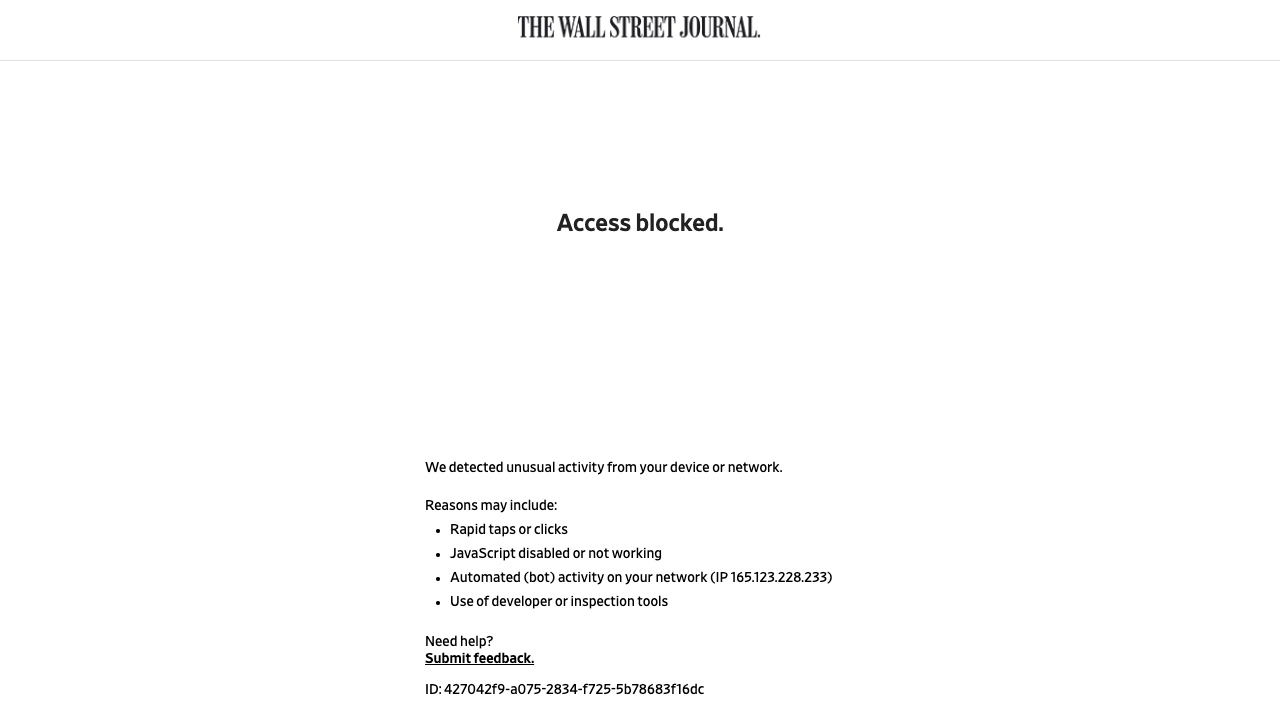 THE WALL STREET JOURNAL.
Access blocked.
We detected unusual activity from your device or network.
Reasons may include:
• Rapid taps or clicks
• JavaScript disabled or not working
• Automated (bot) activity on your network (IP 165.123.228.233)
• Use of developer or inspection tools
Need help?
Submit feedback.
ID: 427042f9-a075-2834-f725-5b78683f16dc